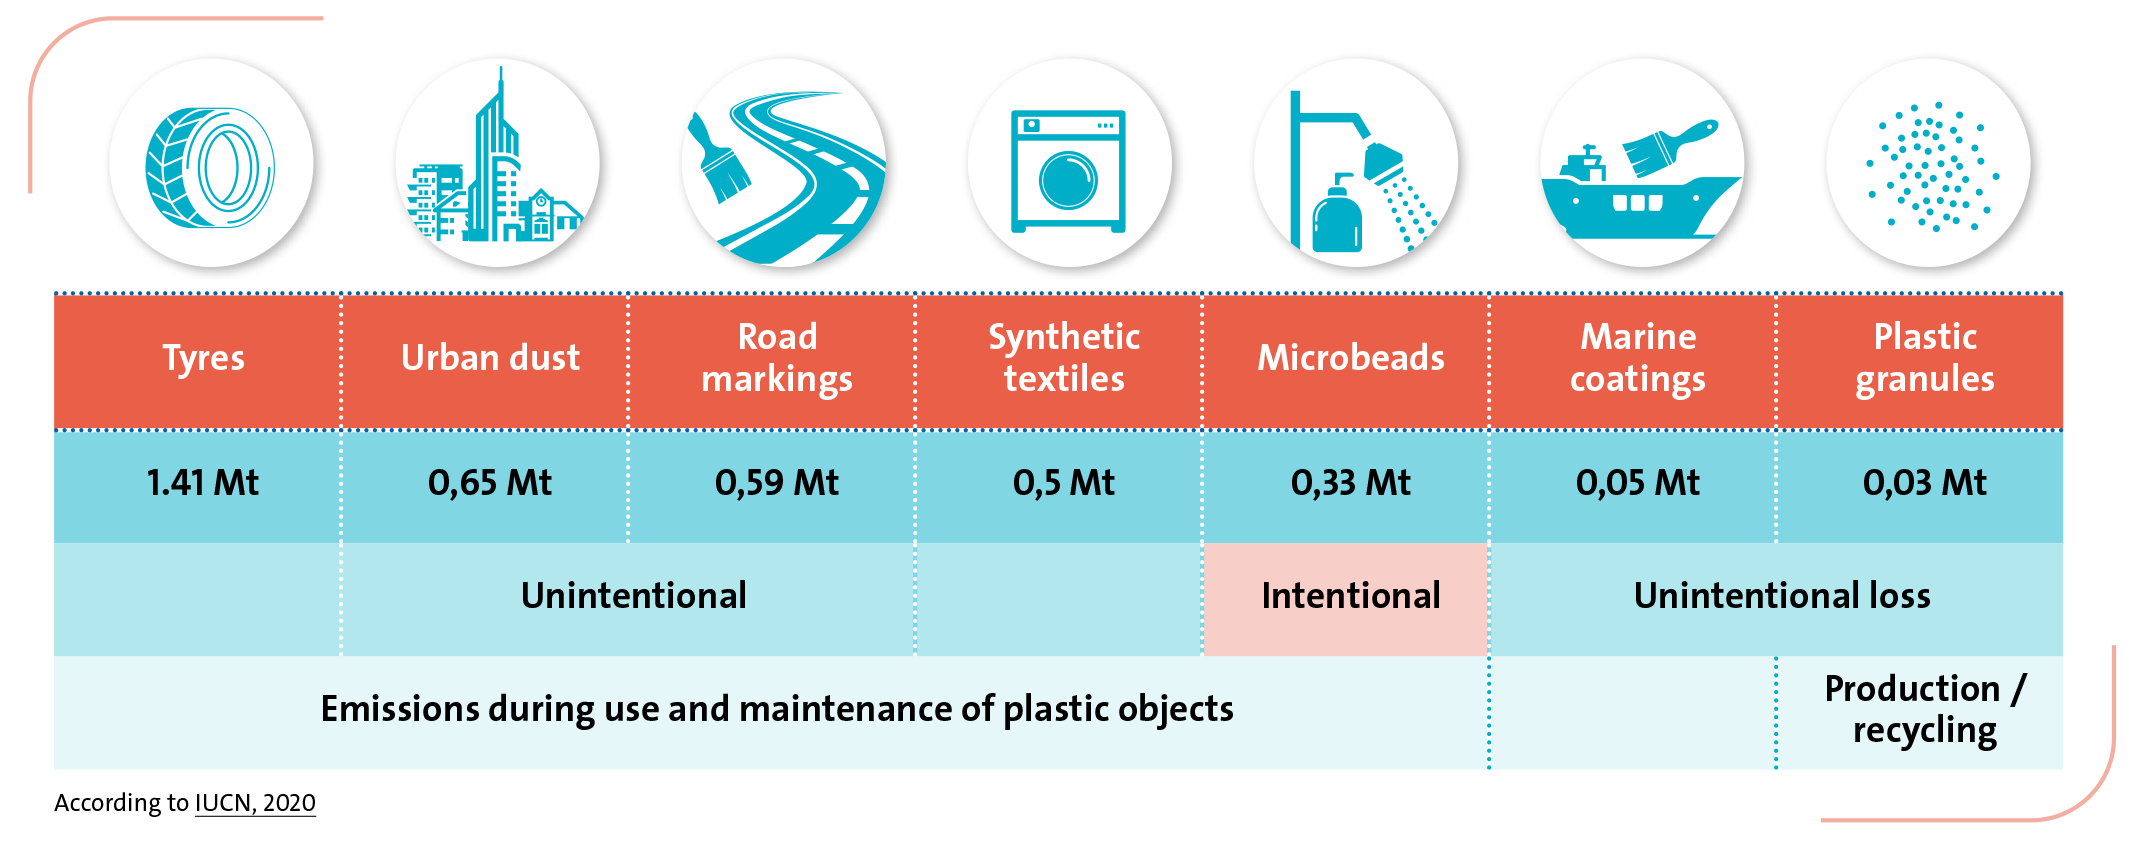 Tyres
Urban dust
Road
markings
Synthetic
textiles
Microbeads
Marine
coatings
Plastic
granules
1.41 Mt
0,65 Mt
0,59 Mt
0,5 Mt
0,33 Mt
0,05 Mt
0,03 Mt
Unintentional
Intentional
Unintentional loss
Emissions during use and maintenance of plastic objects
Production /
recycling
According to IUCN, 2020